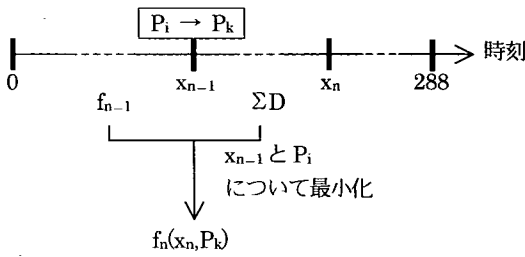 Pi → Pk
時刻
0 xn−1 xn 288
fn−1 ΣD
xn−1 と Pi
について最小化
fn(xn,Pk)